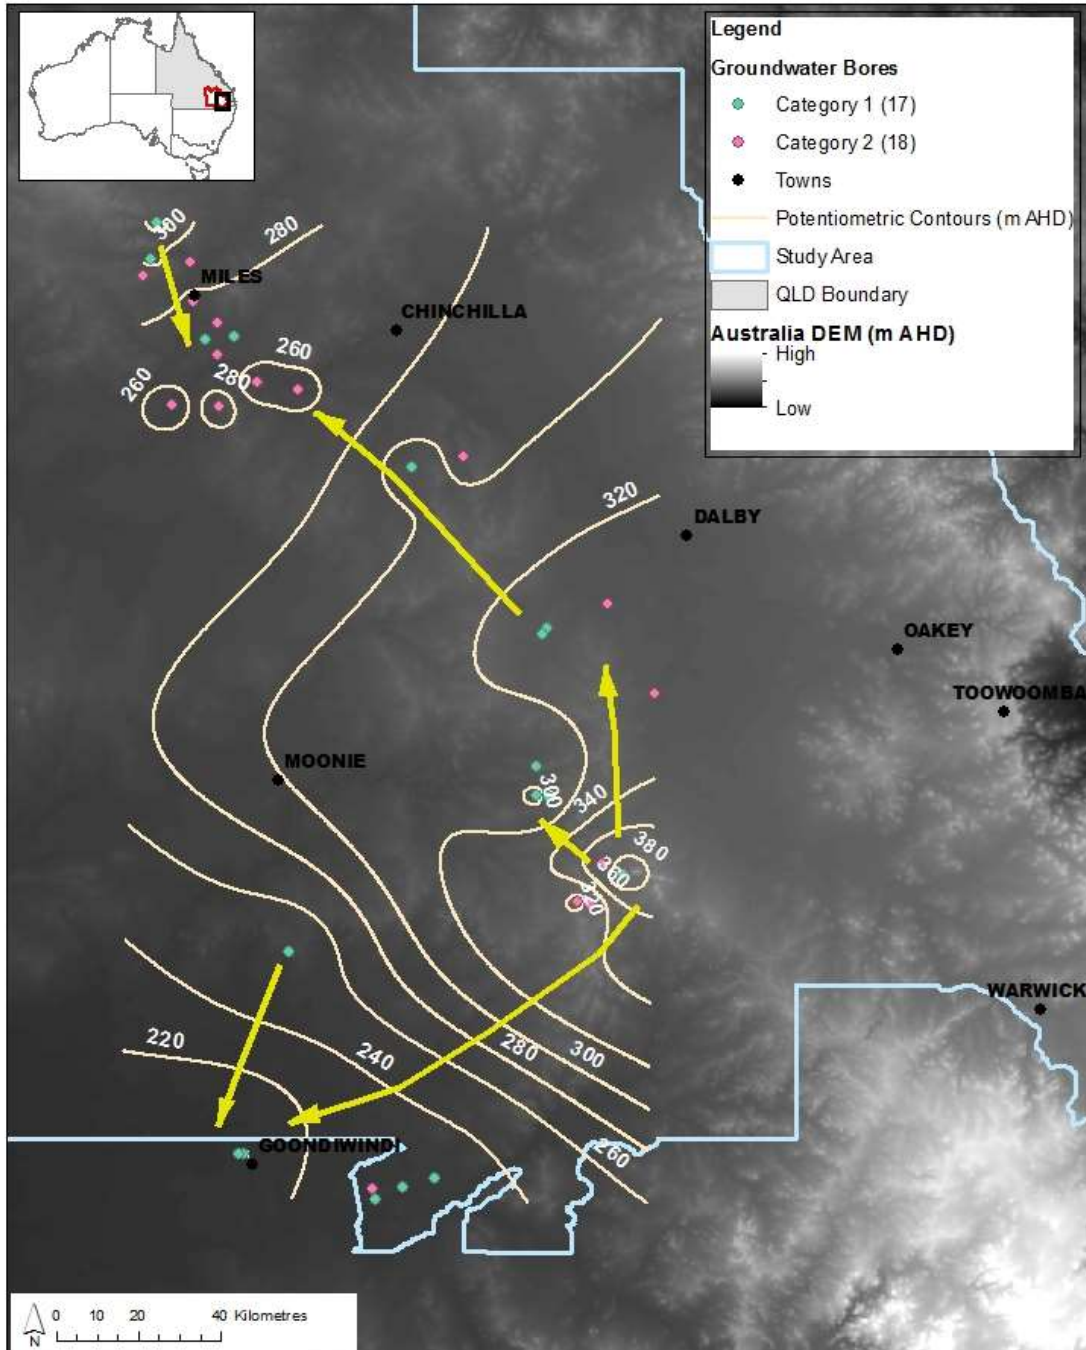 Legend
Groundwater Bores
Category 1 (17)
Category 2 (18)
Towns
Potentiometric Contours (m AHD)
Study Area
QLD Boundary
Australia DEM (m AHD)
High
Low
300
280
MILES
CHINCHILLA
260
280
260
320
DALBY
OAKEY
TOOWOOMBA
MOONIE
300
340
380
360
320
WARWICK
220
240
280
300
260
GOONDIWINDI
0 10 20 40 Kilometres
N